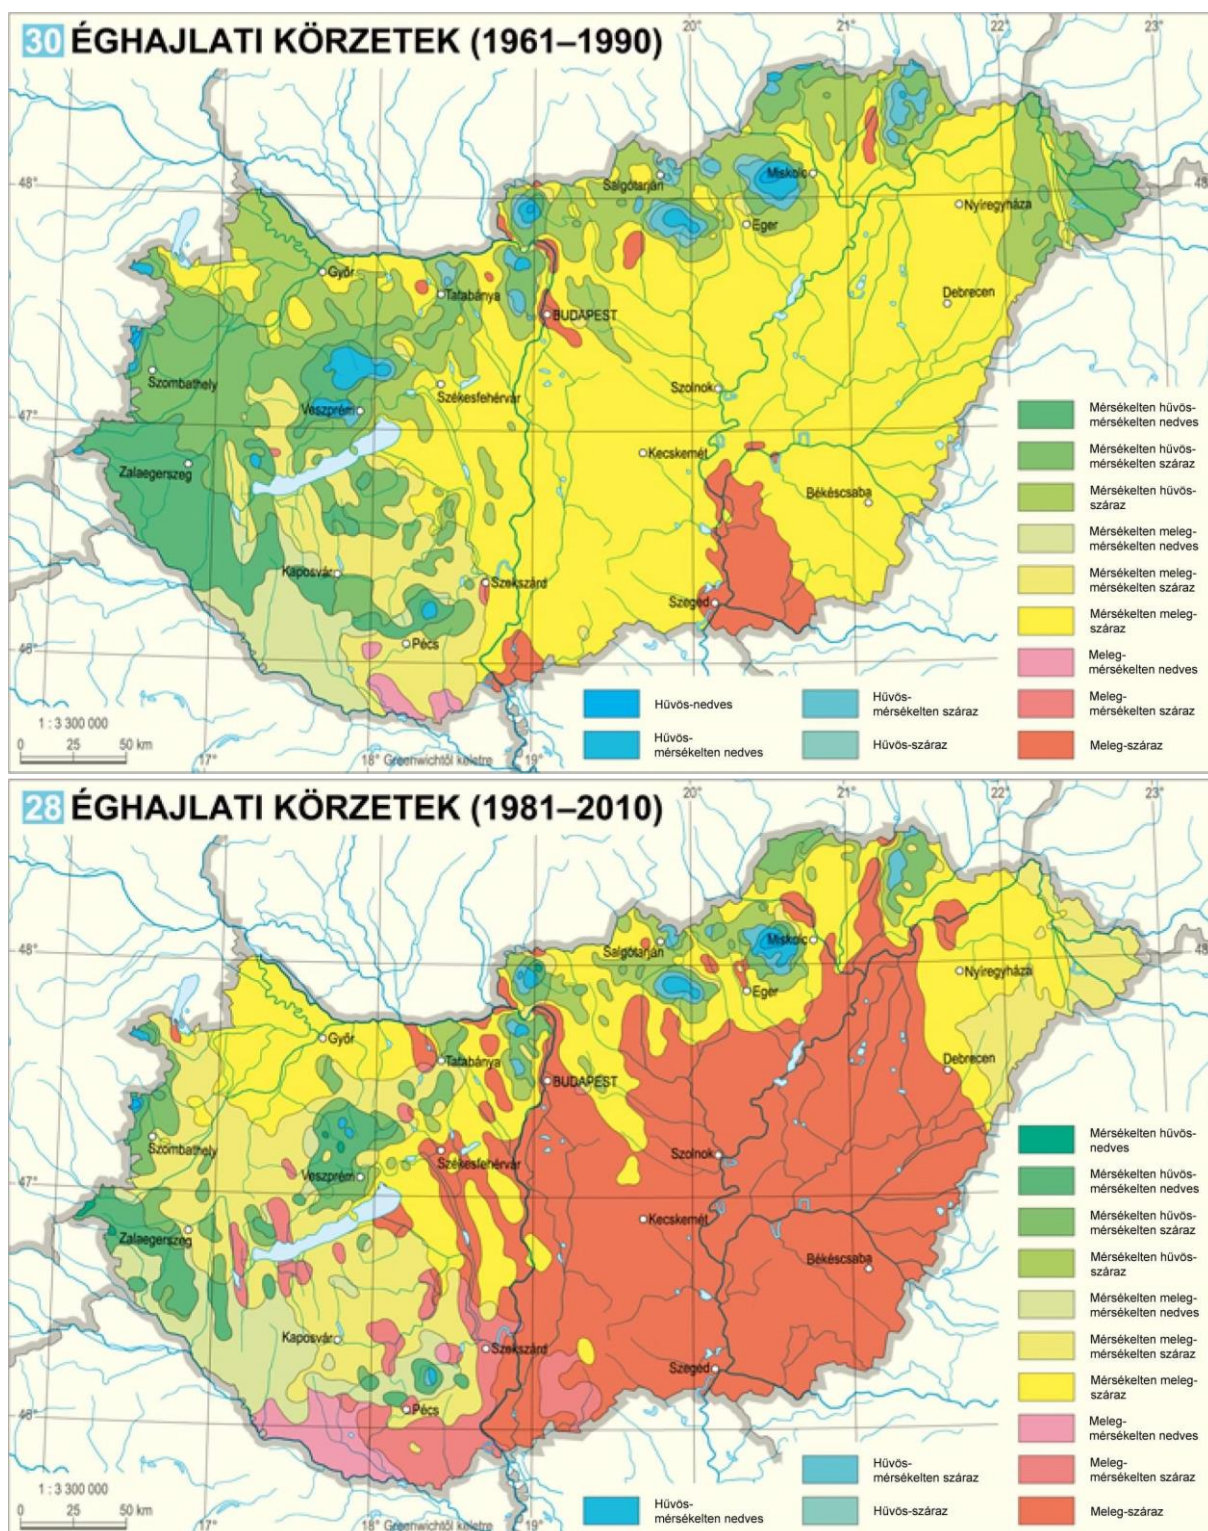 30 ÉGHAJLATI KÖRZETEK (1961–1990)
20°
21°
22°
23°
48°
48
Salgótarján
Miskolc
Eger
Nyíregyháza
Győr
Tatabánya
BUDAPEST
Debrecen
Szombathely
Székesfehérvár
Szolnok
47°
Veszprém
Zalaegerszeg
Kecskemét
Békéscsaba
Kaposvár
Szekszárd
Szeged
48°
Pécs
Mérsékelten hűvös-
mérsékelten nedves
Mérsékelten hűvös-
mérsékelten száraz
Mérsékelten hűvös-
száraz
Mérsékelten meleg-
mérsékelten nedves
Mérsékelten meleg-
mérsékelten száraz
Mérsékelten meleg-
száraz
Meleg-
mérsékelten nedves
Meleg-
mérsékelten száraz
Meleg-száraz
Hűvös-nedves
Hűvös-
mérsékelten nedves
Hűvös-
mérsékelten száraz
Hűvös-száraz
1 : 3 300 000
0 25 50 km
17°
18° Greenwichtől keletre
19°
28 ÉGHAJLATI KÖRZETEK (1981–2010)
20°
21°
22°
23°
48°
48
Salgótarján
Miskolc
Eger
Nyíregyháza
Győr
Tatabánya
BUDAPEST
Debrecen
Szombathely
Székesfehérvár
Szolnok
47°
Veszprém
Zalaegerszeg
Kecskemét
Békéscsaba
Kaposvár
Szekszárd
Szeged
48°
Pécs
Mérsékelten hűvös-
nedves
Mérsékelten hűvös-
mérsékelten nedves
Mérsékelten hűvös-
mérsékelten száraz
Mérsékelten hűvös-
száraz
Mérsékelten meleg-
mérsékelten nedves
Mérsékelten meleg-
mérsékelten száraz
Mérsékelten meleg-
száraz
Meleg-
mérsékelten nedves
Meleg-
mérsékelten száraz
Meleg-száraz
Hűvös-
mérsékelten száraz
Hűvös-
mérsékelten nedves
Hűvös-száraz
1 : 3 300 000
0 25 50 km
17°
18° Greenwichtől keletre
19°